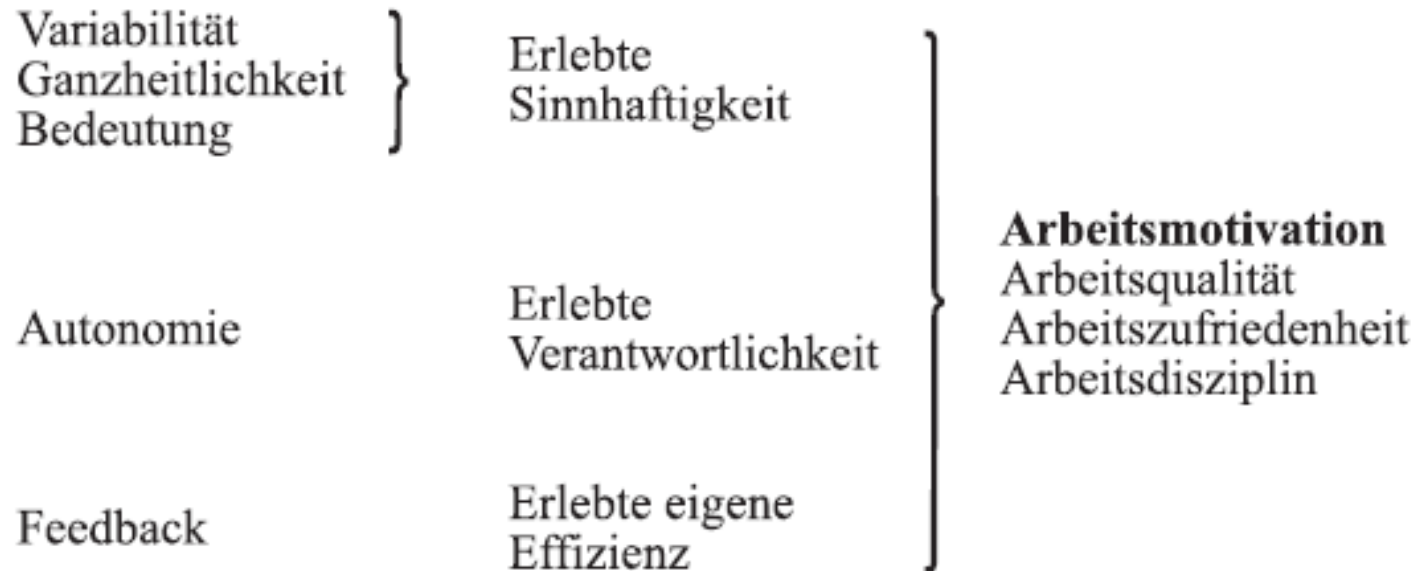 Variabilität
Ganzheitlichkeit
Bedeutung
Erlebte
Sinnhaftigkeit
Autonomie
Erlebte
Verantwortlichkeit
Feedback
Erlebte eigene
Effizienz
Arbeitsmotivation
Arbeitsqualität
Arbeitszufriedenheit
Arbeitsdisziplin